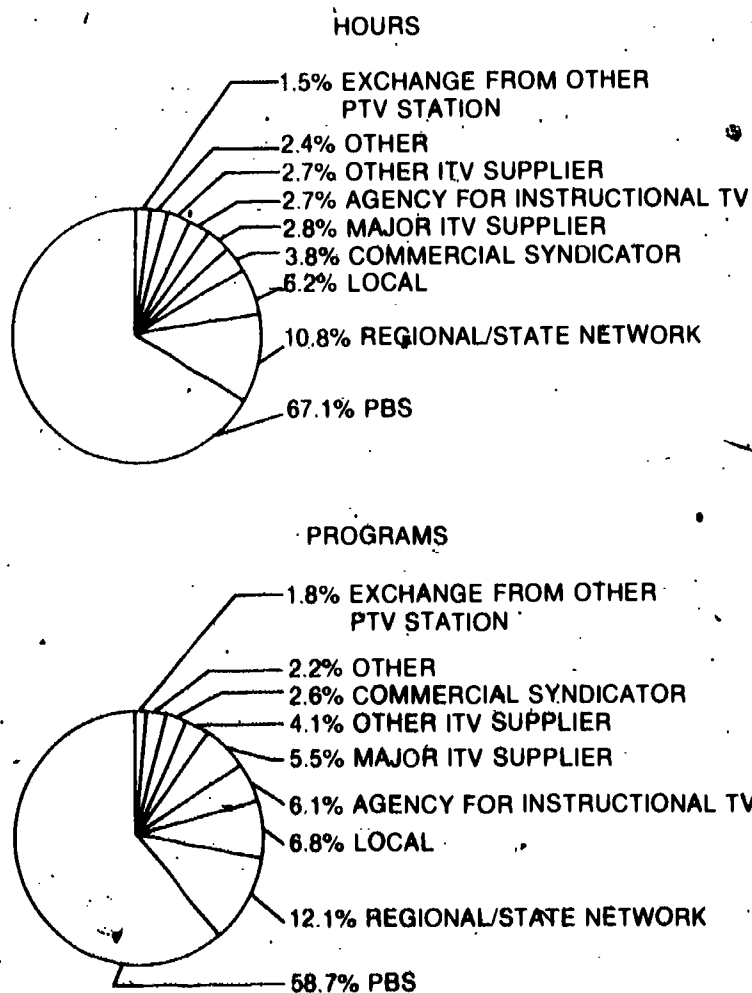 HOURS
1.5% EXCHANGE FROM OTHER
PTV STATION
2.4% OTHER
2.7% OTHER ITV SUPPLIER
2.7% AGENCY FOR INSTRUCTIONAL TV
2.8% MAJOR ITV SUPPLIER
3.8% COMMERCIAL SYNDICATOR
6.2% LOCAL
10.8% REGIONAL/STATE NETWORK
67.1% PBS
PROGRAMS
1.8% EXCHANGE FROM OTHER
PTV STATION
2.2% OTHER
2.6% COMMERCIAL SYNDICATOR
4.1% OTHER ITV SUPPLIER
5.5% MAJOR ITV SUPPLIER
6.1% AGENCY FOR INSTRUCTIONAL TV
6.8% LOCAL
12.1% REGIONAL/STATE NETWORK
58.7% PBS